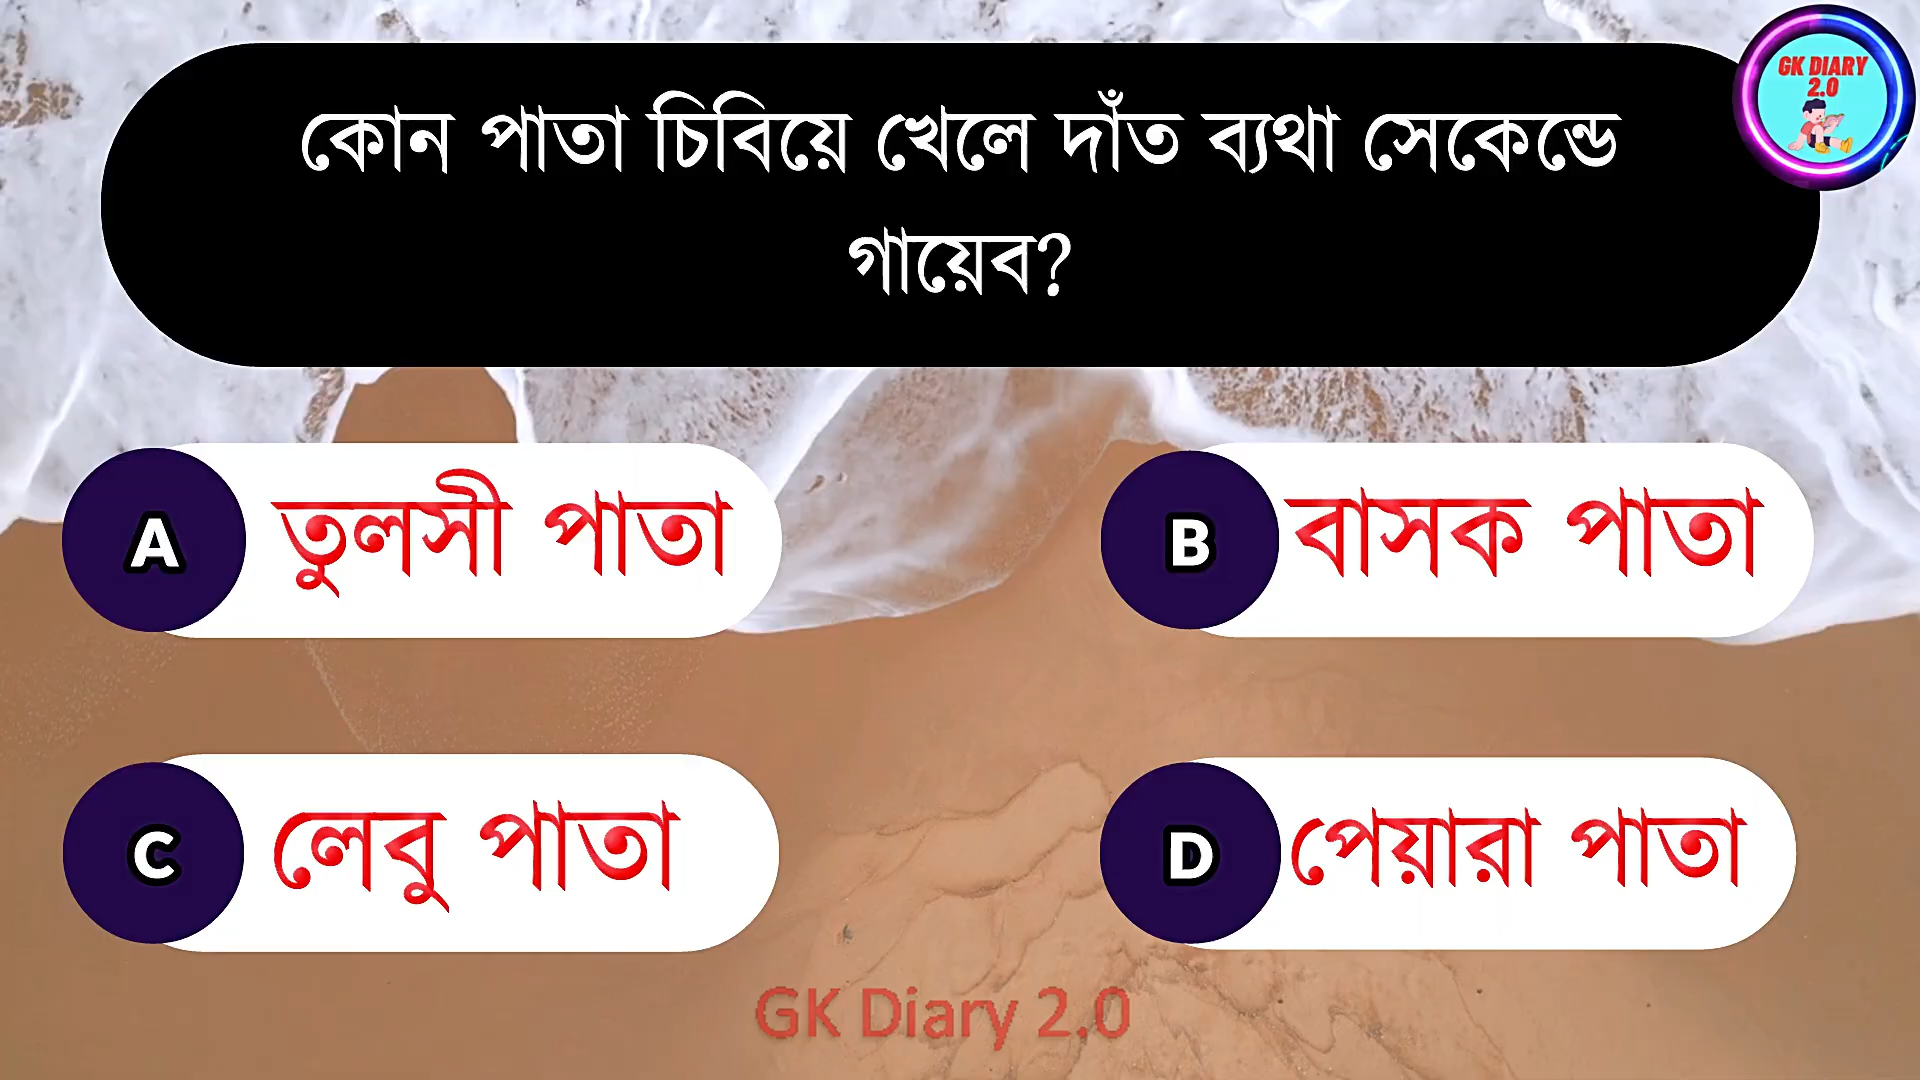 GK DIARY
2.0
কোন পাতা চিবিয়ে খেলে দাঁত ব্যথা সেকেন্ডে
গায়েব?
A তুলসী পাতা
B বাসক পাতা
C লেবু পাতা
D পেয়ারা পাতা
GK Diary 2.0